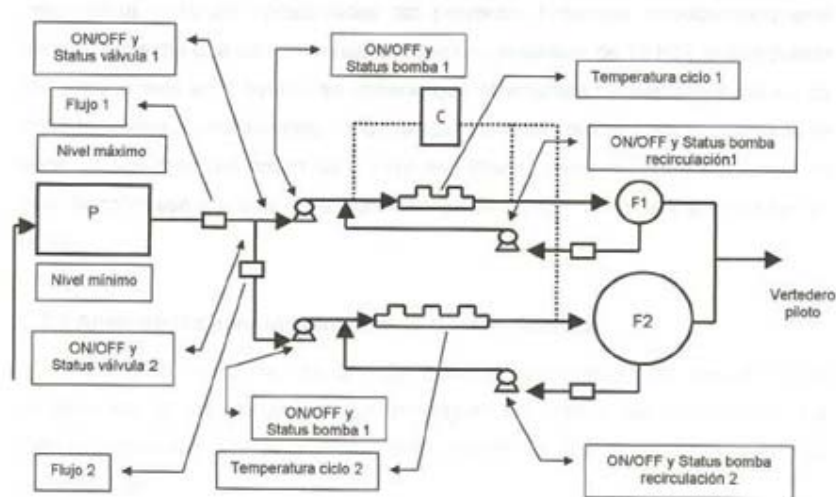 ON/OFF y
Status válvula 1
ON/OFF y
Status bomba 1
Temperatura ciclo 1
Flujo 1
C
ON/OFF y Status bomba
recirculación1
Nivel máximo
P
F1
Nivel mínimo
F2
Vertedero
piloto
ON/OFF y
Status válvula 2
ON/OFF y
Status bomba 1
Flujo 2
Temperatura ciclo 2
ON/OFF y Status bomba
recirculación 2